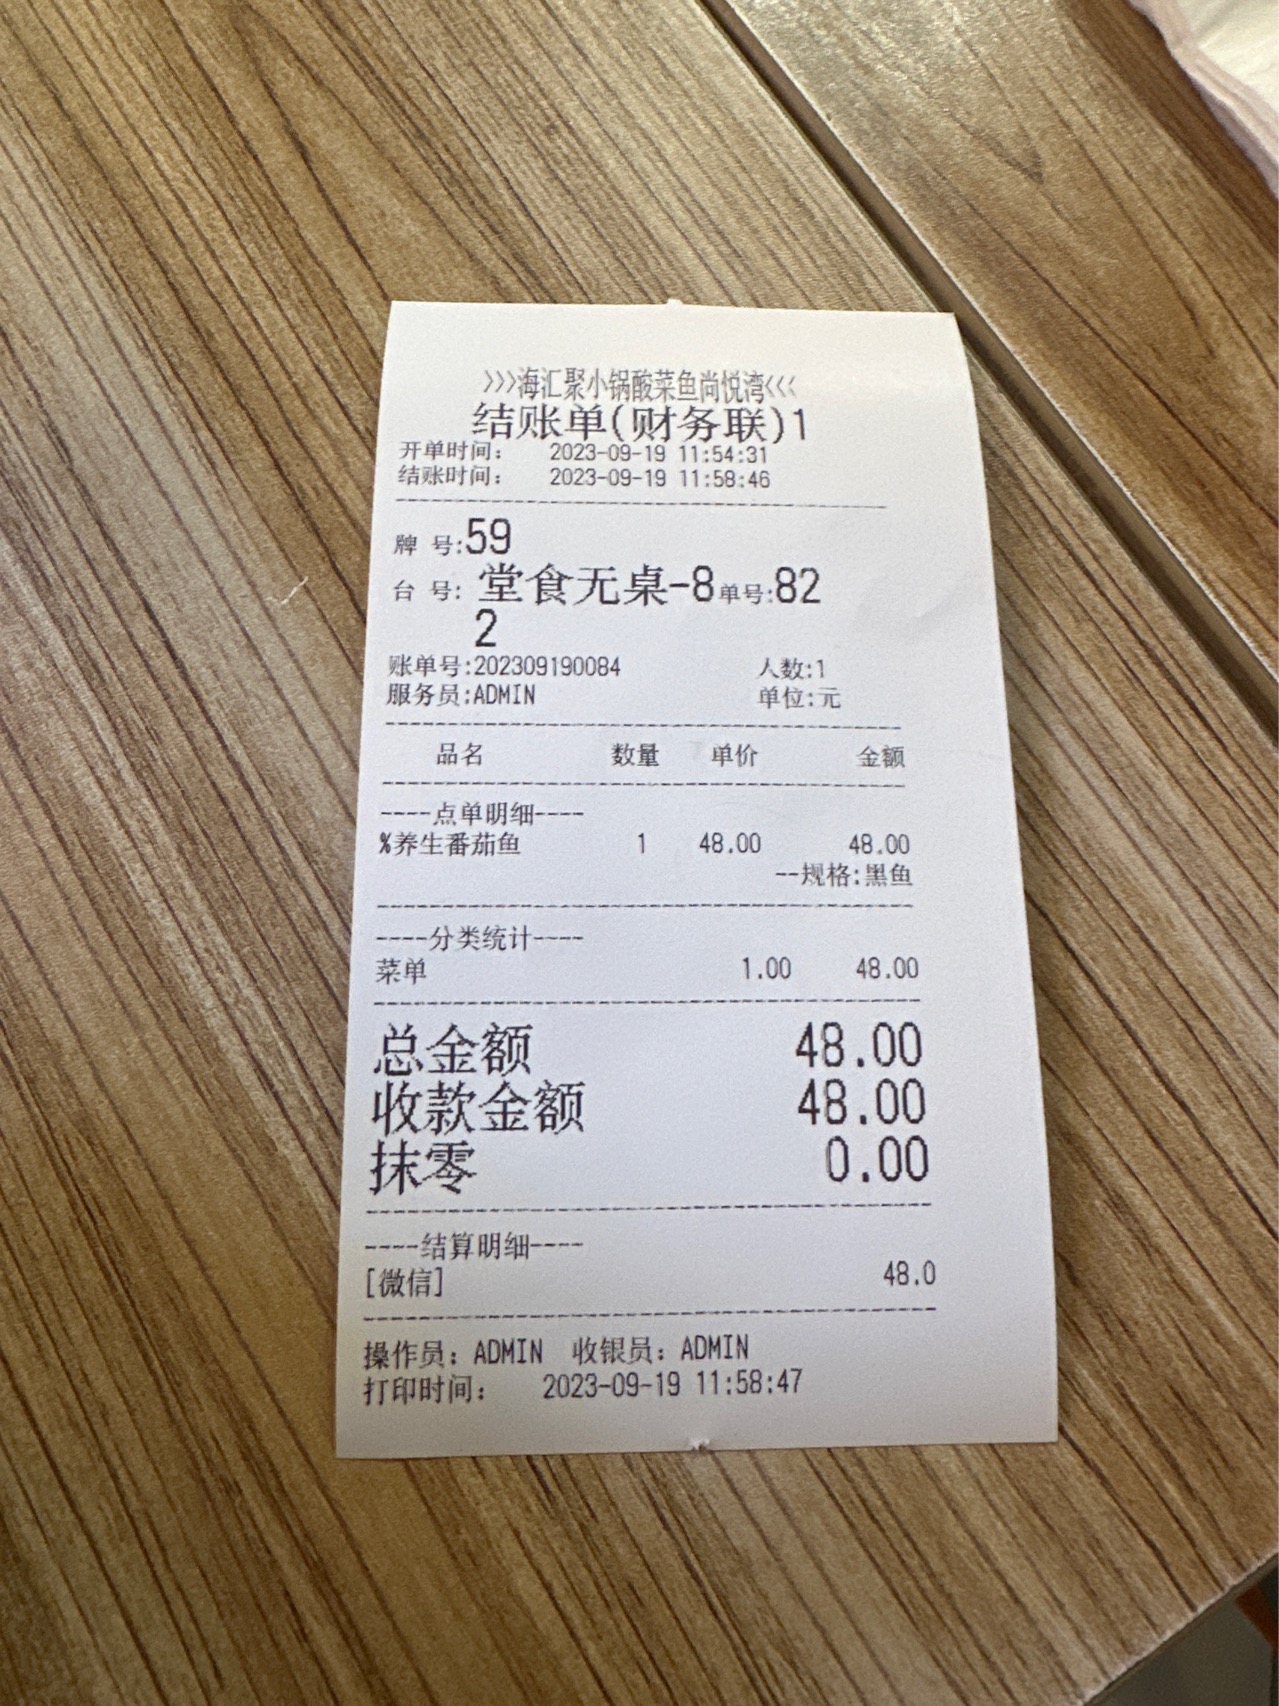 >>>海汇聚小锅酸菜鱼尚悦湾<<<
结账单(财务联)1
开单时间: 2023-09-19 11:54:31
结账时间: 2023-09-19 11:58:46
牌 号:59
台 号: 堂食无桌-8单号:82
2
账单号:202309190084 人数:1
服务员:ADMIN 单位:元
品名 数量 单价 金额
----点单明细----
%养生番茄鱼 1 48.00 48.00
--规格:黑鱼
----分类统计----
菜单 1.00 48.00
总金额 48.00
收款金额 48.00
抹零 0.00
----结算明细----
[微信] 48.0
操作员: ADMIN 收银员: ADMIN
打印时间: 2023-09-19 11:58:47